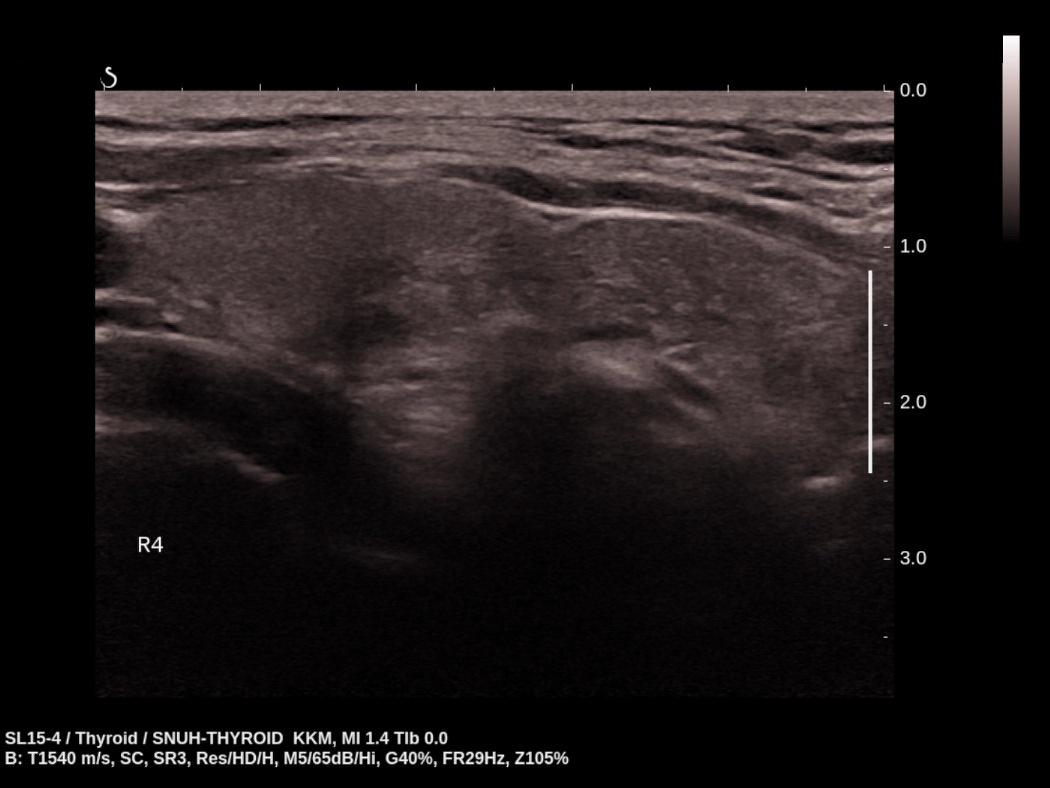 0.0
1.0
2.0
R4
3.0
SL15-4 / Thyroid / SNUH-THYROID KKM, MI 1.4 TIb 0.0
B: T1540 m/s, SC, SR3, Res/HD/H, M5/65dB/Hi, G40%, FR29Hz, Z105%